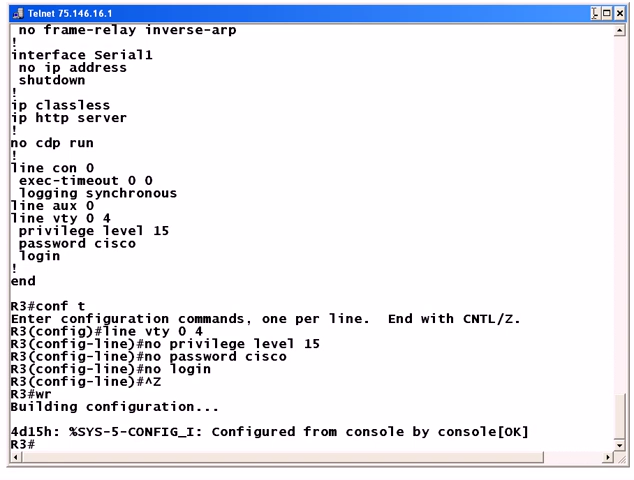 Telnet 75.146.16.1
no frame-relay inverse-arp
!
interface Serial1
no ip address
shutdown
!
ip classless
ip http server
!
no cdp run
!
line con 0
exec-timeout 0 0
logging synchronous
line aux 0
line vty 0 4
privilege level 15
password cisco
login
!
end
R3#conf t
Enter configuration commands, one per line.  End with CNTL/Z.
R3(config)#line vty 0 4
R3(config-line)#no privilege level 15
R3(config-line)#no password cisco
R3(config-line)#no login
R3(config-line)#^Z
R3#wr
Building configuration...
4d15h: %SYS-5-CONFIG_I: Configured from console by console[OK]
R3#